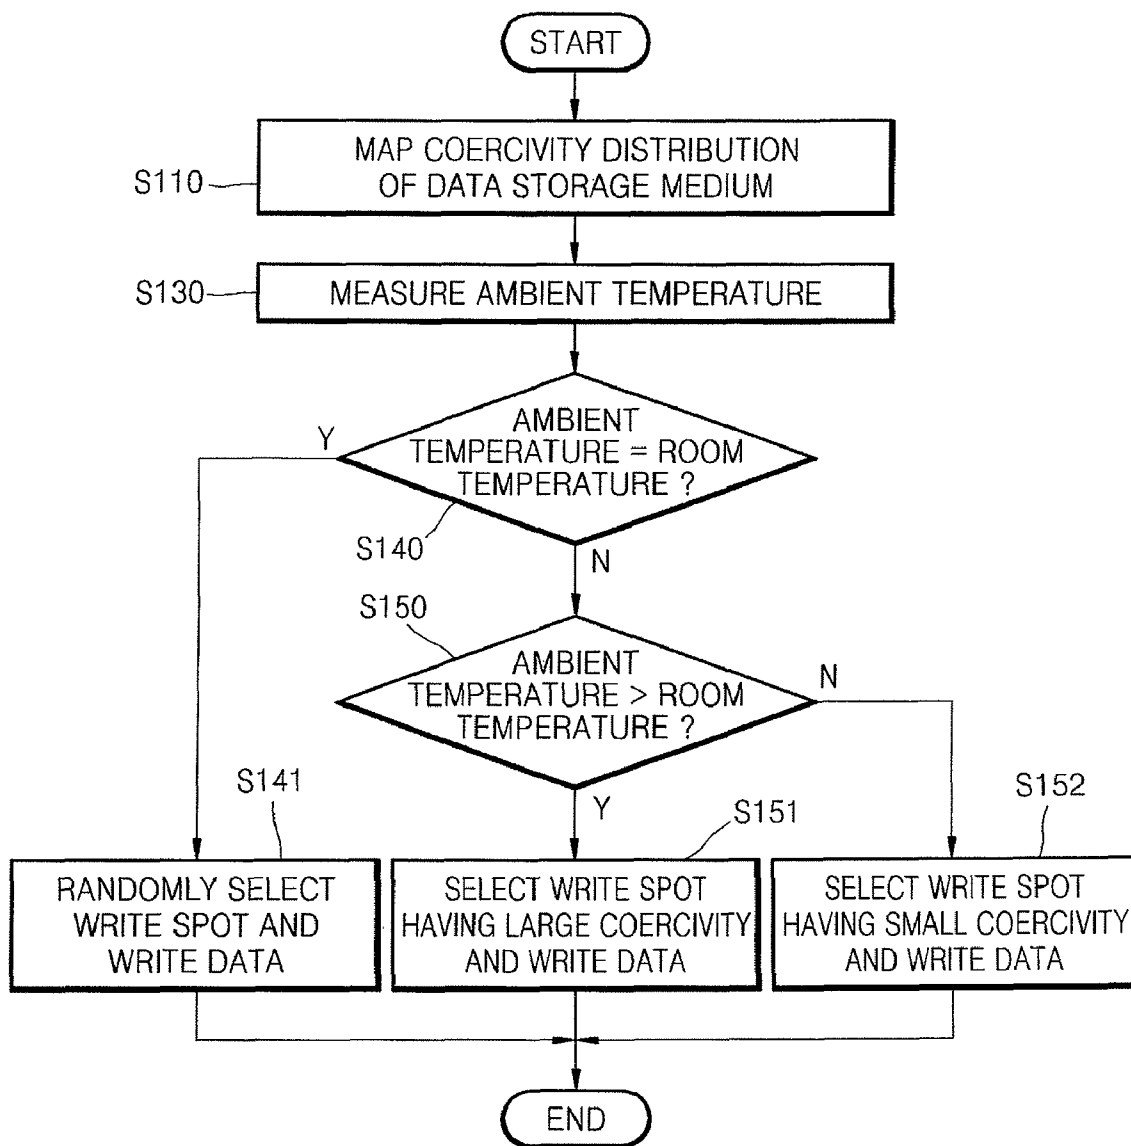 START
MAP COERCIVITY DISTRIBUTION
OF DATA STORAGE MEDIUM
S110
MEASURE AMBIENT TEMPERATURE
S130
AMBIENT
TEMPERATURE = ROOM
TEMPERATURE ?
Y
S140
N
S150
AMBIENT
TEMPERATURE > ROOM
TEMPERATURE ?
N
Y
S141
S151
S152
RANDOMLY SELECT
WRITE SPOT AND
WRITE DATA
SELECT WRITE SPOT
HAVING LARGE COERCIVITY
AND WRITE DATA
SELECT WRITE SPOT
HAVING SMALL COERCIVITY
AND WRITE DATA
END